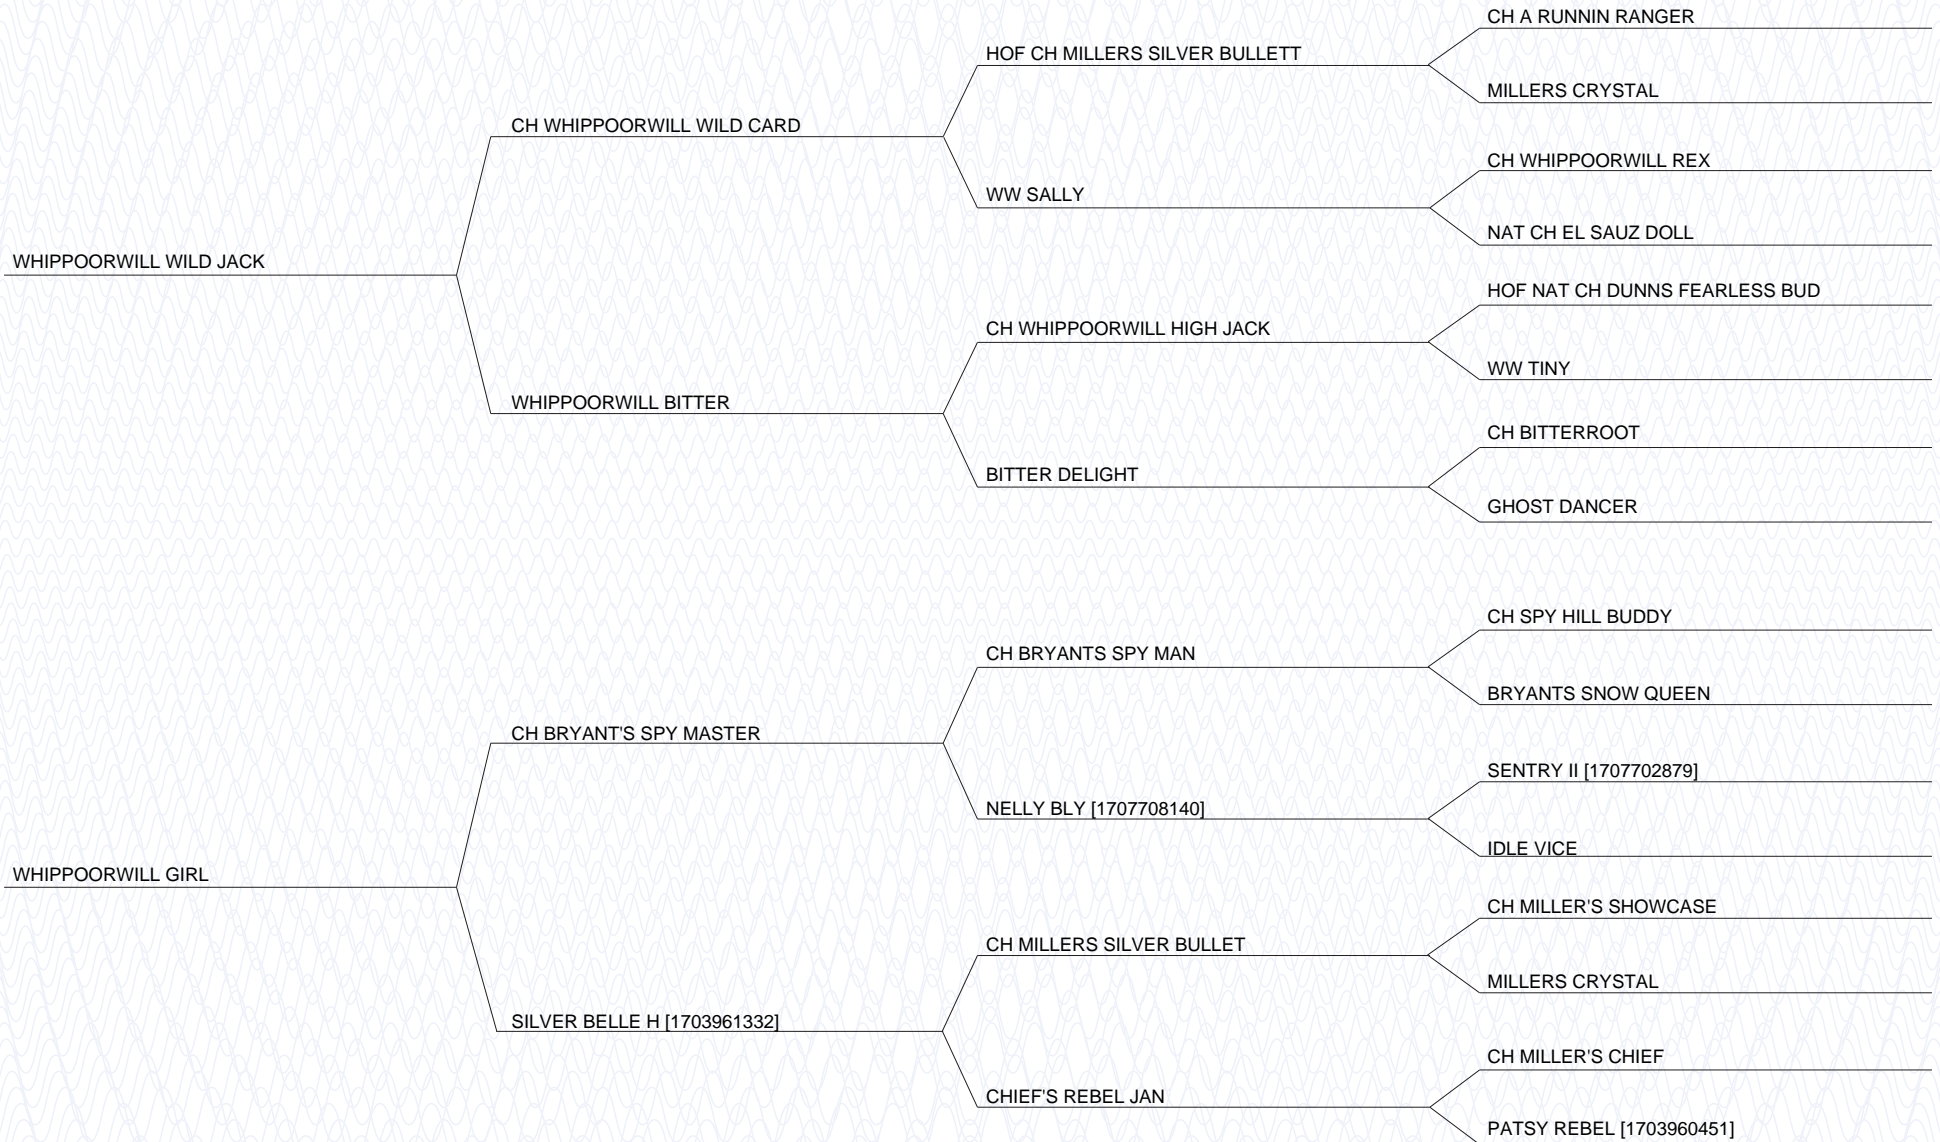 CH A RUNNIN RANGER
HOF CH MILLERS SILVER BULLETT
MILLERS CRYSTAL
CH WHIPPOORWILL WILD CARD
CH WHIPPOORWILL REX
WW SALLY
NAT CH EL SAUZ DOLL
WHIPPOORWILL WILD JACK
HOF NAT CH DUNNS FEARLESS BUD
CH WHIPPOORWILL HIGH JACK
WW TINY
WHIPPOORWILL BITTER
CH BITTERROOT
BITTER DELIGHT
GHOST DANCER
CH SPY HILL BUDDY
CH BRYANTS SPY MAN
BRYANTS SNOW QUEEN
CH BRYANT'S SPY MASTER
SENTRY II [1707702879]
NELLY BLY [1707708140]
IDLE VICE
WHIPPOORWILL GIRL
CH MILLER'S SHOWCASE
CH MILLERS SILVER BULLET
MILLERS CRYSTAL
SILVER BELLE H [1703961332]
CH MILLER'S CHIEF
CHIEF'S REBEL JAN
PATSY REBEL [1703960451]